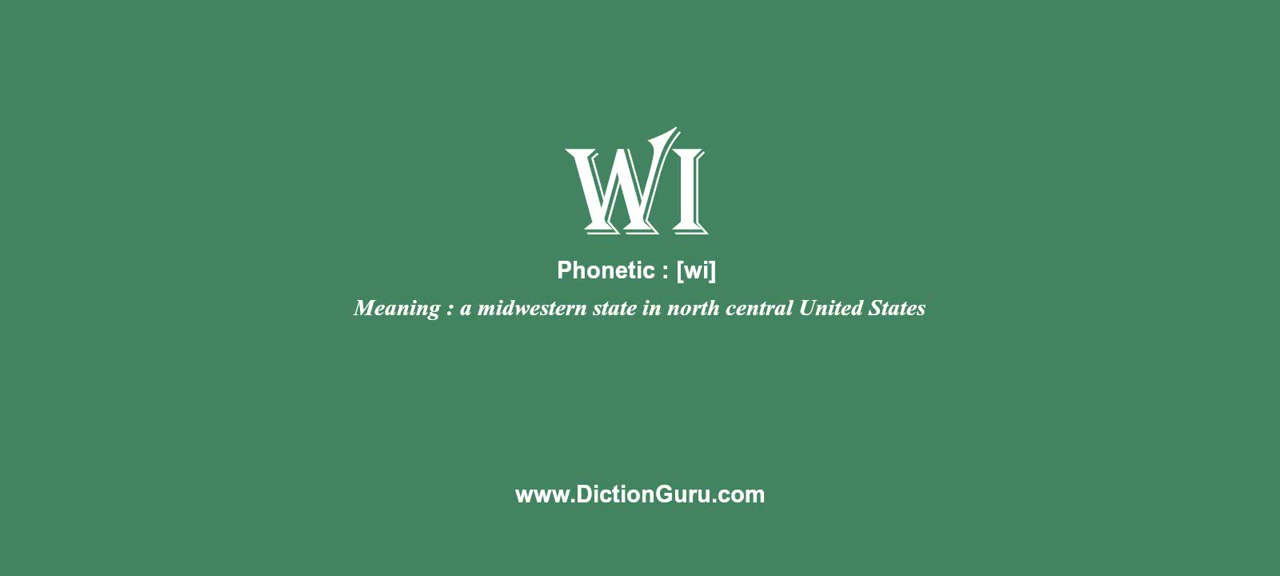 WI
Phonetic : [wi]
Meaning : a midwestern state in north central United States
www.DictionGuru.com